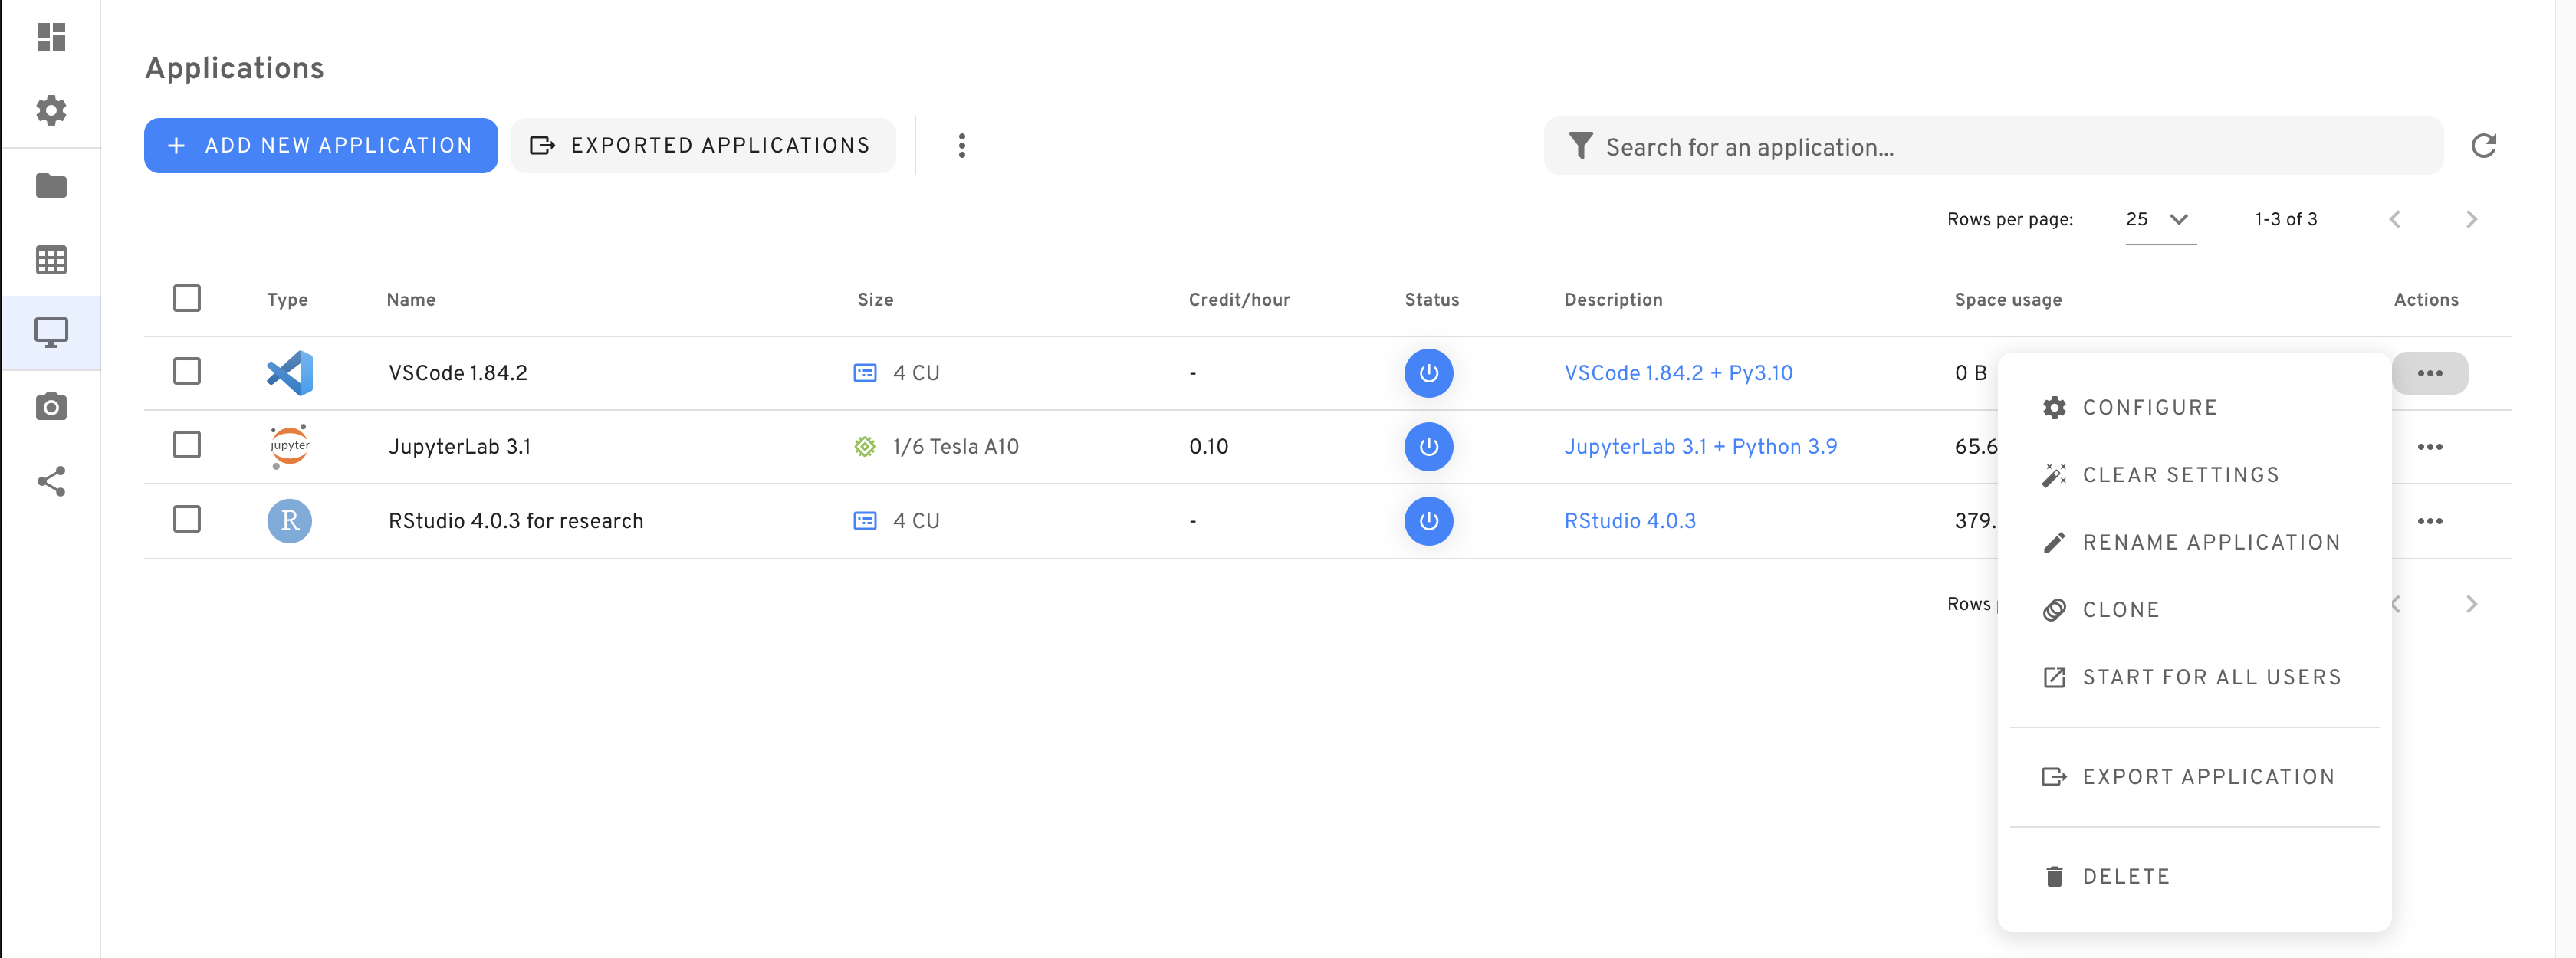 Applications
ADD NEW APPLICATION EXPORTED APPLICATIONS Search for an application...
Rows per page: 25 1-3 of 3
Type Name Size Credit/hour Status Description Space usage Actions
VSCode 1.84.2 4 CU - VSCode 1.84.2 + Py3.10 0 B
jupyter JupyterLab 3.1 1/6 Tesla A10 0.10 JupyterLab 3.1 + Python 3.9 65.6
R RStudio 4.0.3 for research 4 CU - RStudio 4.0.3 379.
Rows
CONFIGURE
CLEAR SETTINGS
RENAME APPLICATION
CLONE
START FOR ALL USERS
EXPORT APPLICATION
DELETE